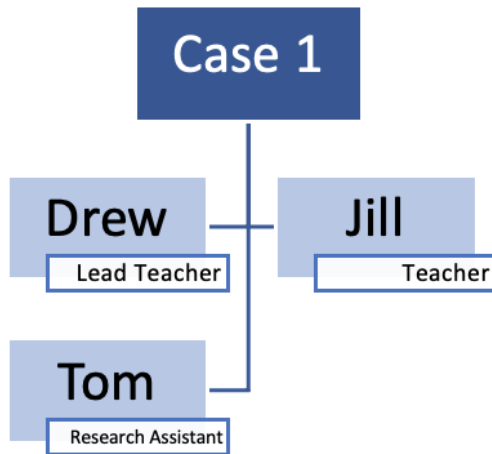 Case 1
Drew
Lead Teacher
Jill
Teacher
Tom
Research Assistant